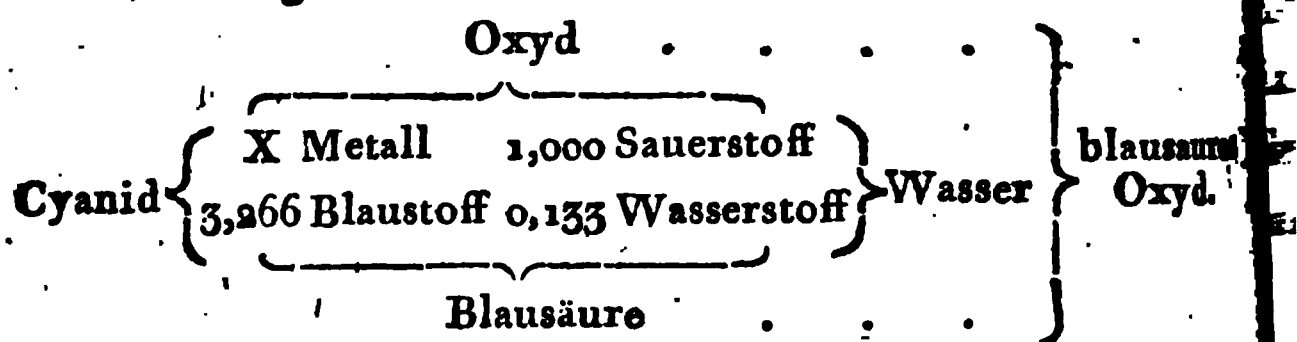 Oxyd . . . .
X Metall 1,000 Sauerstoff
Cyanid Wasser blausaures
3,266 Blaustoff 0,133 Wasserstoff Oxyd.
Blausäure . . .